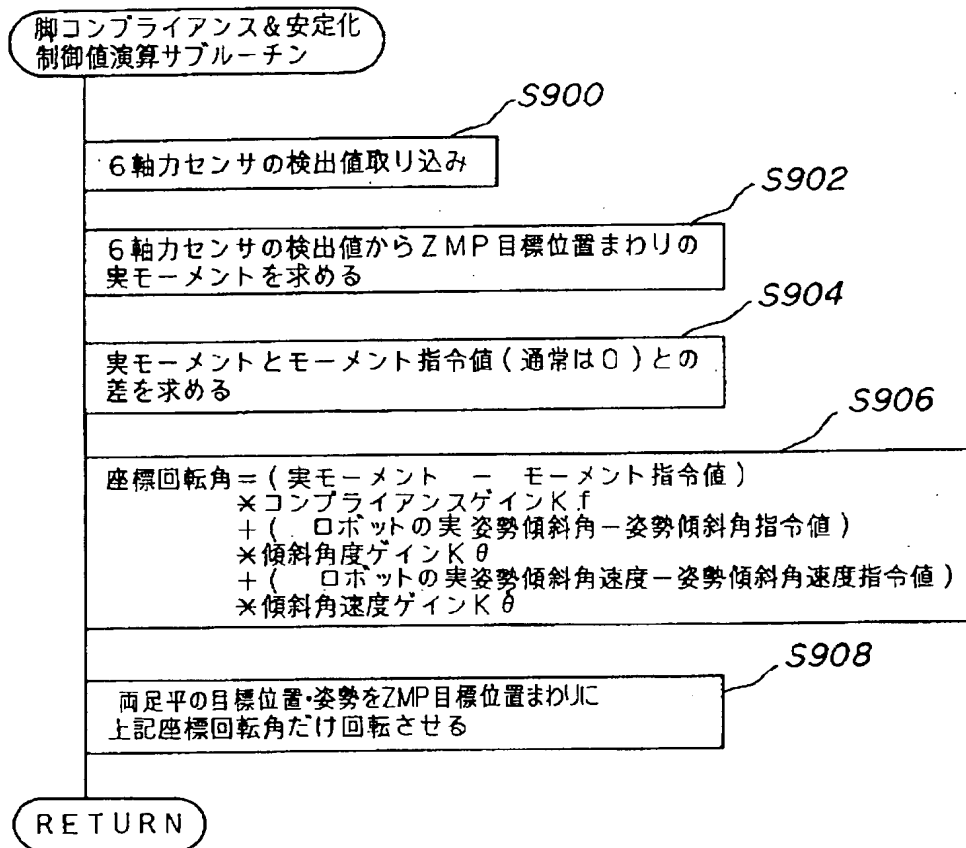 脚コンプライアンス&安定化
制御値演算サブルーチン
S900
6軸力センサの検出値取り込み
S902
6軸力センサの検出値からZMP目標位置まわりの
実モーメントを求める
S904
実モーメントとモーメント指令値(通常は0)との
差を求める
S906
座標回転角=(実モーメント - モーメント指令値)
*コンプライアンスゲインKf
+( ロボットの実姿勢傾斜角-姿勢傾斜角指令値)
*傾斜角度ゲインKθ
+( ロボットの実姿勢傾斜角速度-姿勢傾斜角速度指令値)
*傾斜角速度ゲインKθ̇
S908
両足平の目標位置・姿勢をZMP目標位置まわりに
上記座標回転角だけ回転させる
RETURN